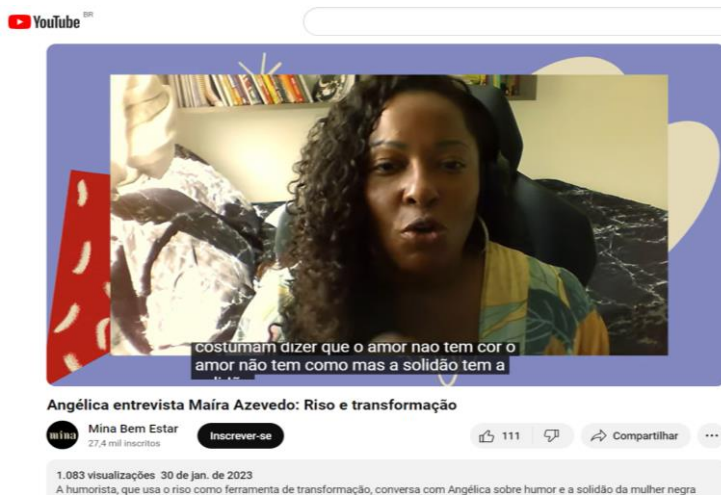 YouTube BR
costumam dizer que o amor não tem cor o
amor não tem como mas a solidão tem a
Angélica entrevista Maíra Azevedo: Riso e transformação
mina
Mina Bem Estar
27,4 mil inscritos
Inscrever-se
111
Compartilhar
1.083 visualizações 30 de jan. de 2023
A humorista, que usa o riso como ferramenta de transformação, conversa com Angélica sobre humor e a solidão da mulher negra